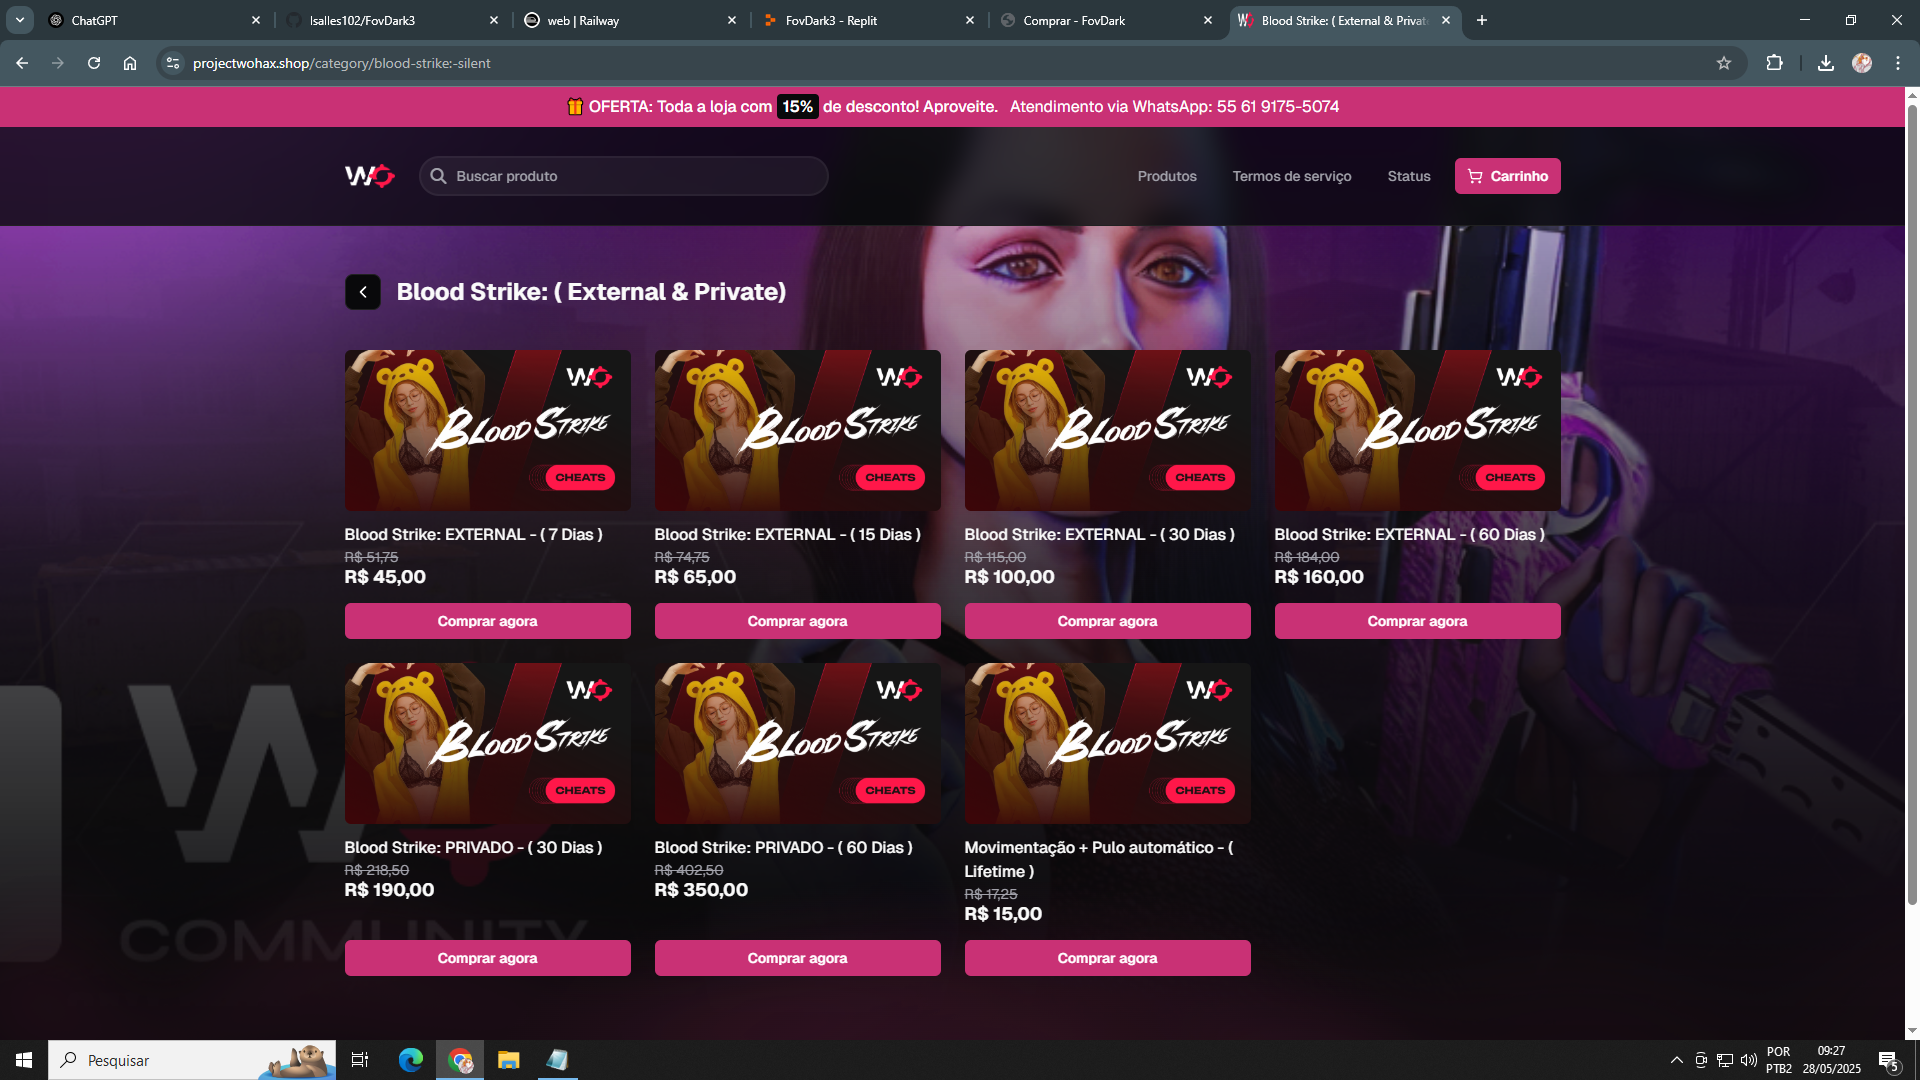 ChatGPT
lsalles102/FovDark3
web | Railway
FovDark3 - Replit
Comprar - FovDark
Blood Strike: ( External & Privat
projectwohax.shop/category/blood-strike:-silent
OFERTA: Toda a loja com 15% de desconto! Aproveite. Atendimento via WhatsApp: 55 61 9175-5074
WO
Buscar produto
Produtos
Termos de serviço
Status
Carrinho
Blood Strike: ( External & Private)
WO
BLOOD STRIKE
CHEATS
WO
BLOOD STRIKE
CHEATS
WO
BLOOD STRIKE
CHEATS
WO
BLOOD STRIKE
CHEATS
Blood Strike: EXTERNAL - ( 7 Dias )
R$ 51,75
R$ 45,00
Comprar agora
Blood Strike: EXTERNAL - ( 15 Dias )
R$ 74,75
R$ 65,00
Comprar agora
Blood Strike: EXTERNAL - ( 30 Dias )
R$ 115,00
R$ 100,00
Comprar agora
Blood Strike: EXTERNAL - ( 60 Dias )
R$ 184,00
R$ 160,00
Comprar agora
WO
BLOOD STRIKE
CHEATS
WO
BLOOD STRIKE
CHEATS
WO
BLOOD STRIKE
CHEATS
Blood Strike: PRIVADO - ( 30 Dias )
R$ 218,50
R$ 190,00
Comprar agora
Blood Strike: PRIVADO - ( 60 Dias )
R$ 402,50
R$ 350,00
Comprar agora
Movimentação + Pulo automático - (
Lifetime )
R$ 17,25
R$ 15,00
Comprar agora
W
COMMUNITY
Pesquisar
POR
PTB2
09:27
28/05/2025
5